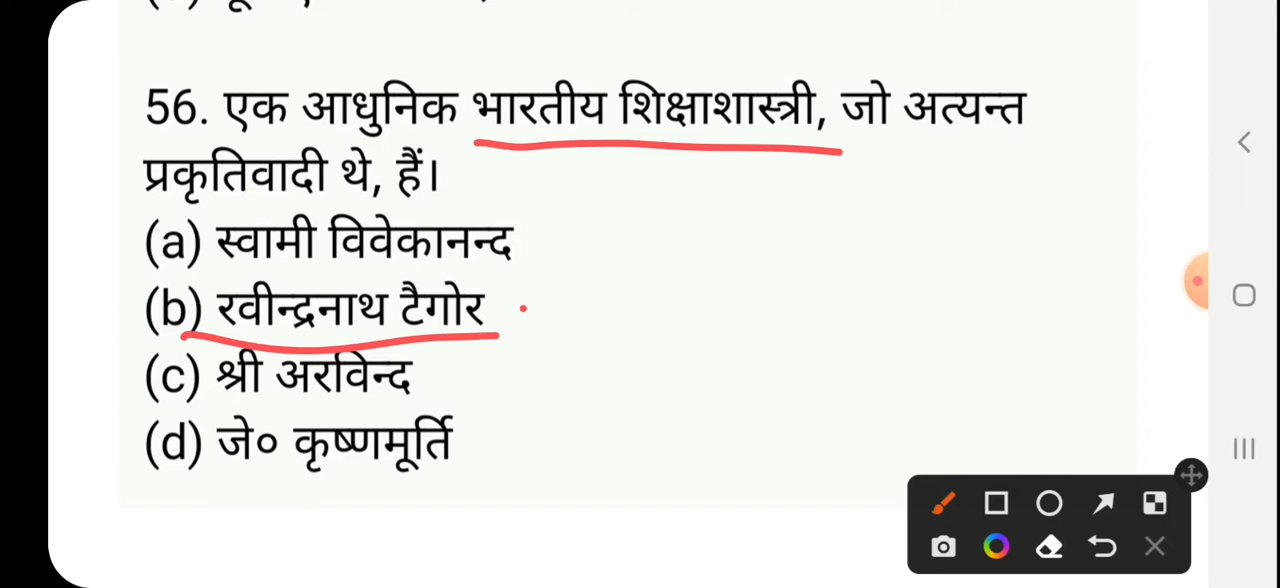 56. एक आधुनिक भारतीय शिक्षाशास्त्री, जो अत्यन्त
प्रकृतिवादी थे, हैं।
(a) स्वामी विवेकानन्द
(b) रवीन्द्रनाथ टैगोर
(c) श्री अरविन्द
(d) जे० कृष्णमूर्ति